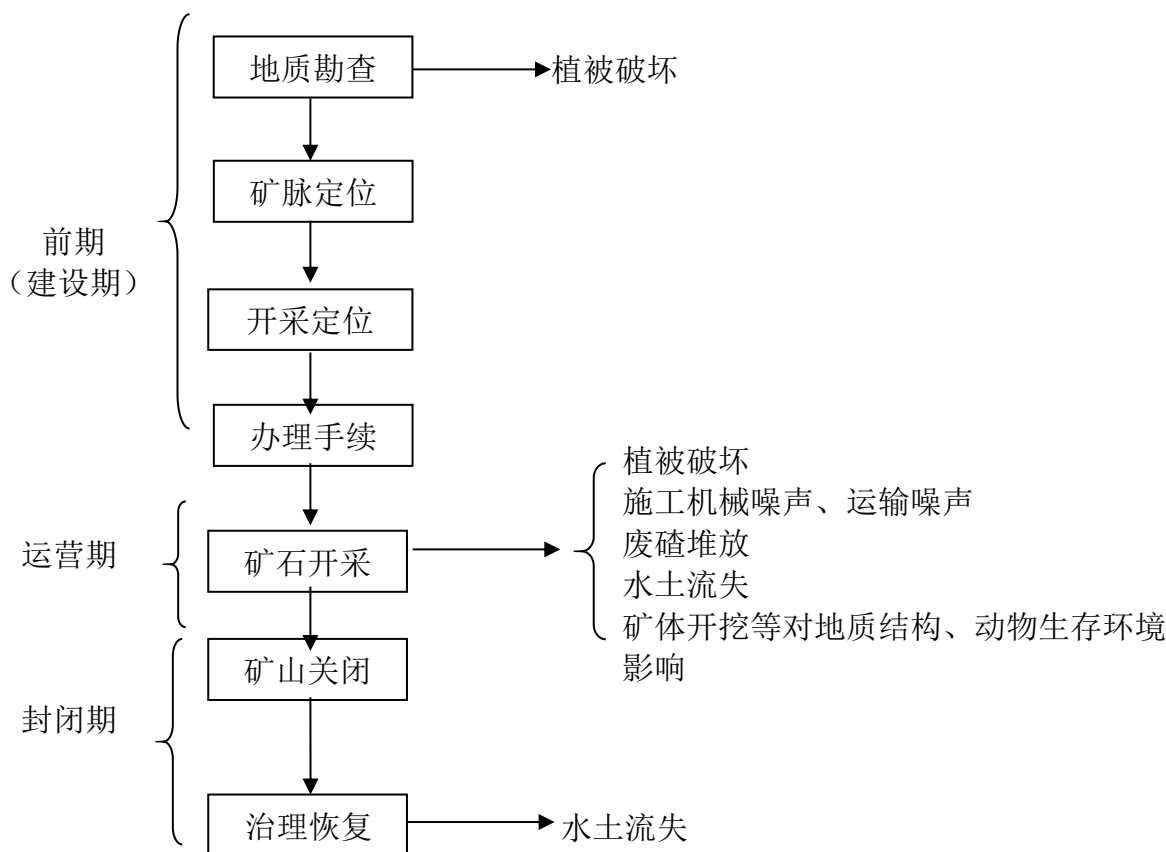 地质勘查
植被破坏
矿脉定位
前期
（建设期）
开采定位
办理手续
植被破坏
施工机械噪声、运输噪声
废碴堆放
水土流失
矿体开挖等对地质结构、动物生存环境
影响
运营期
矿石开采
矿山关闭
封闭期
治理恢复
水土流失